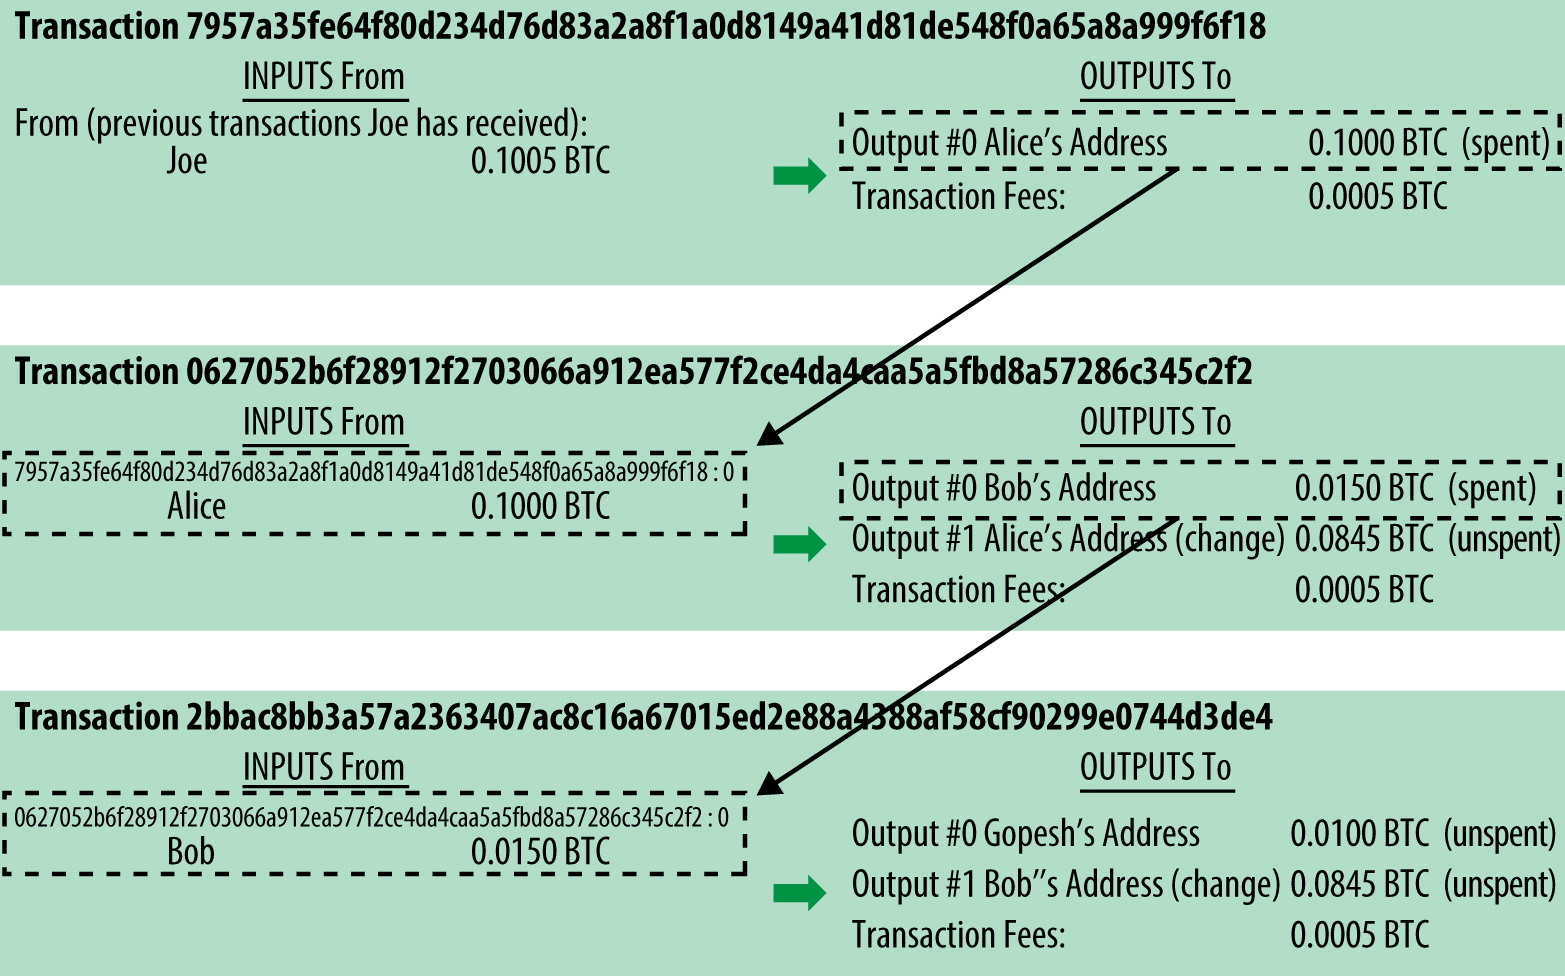 Transaction 7957a35fe64f80d234d76d83a2a8f1a0d8149a41d81de548f0a65a8a999f6f18
INPUTS From
OUTPUTS To
From (previous transactions Joe has received):
Joe 0.1005 BTC
Output #0 Alice’s Address 0.1000 BTC (spent)
Transaction Fees: 0.0005 BTC
Transaction 0627052b6f28912f2703066a912ea577f2ce4da4caa5a5fbd8a57286c345c2f2
INPUTS From
OUTPUTS To
7957a35fe64f80d234d76d83a2a8f1a0d8149a41d81de548f0a65a8a999f6f18 : 0
Alice 0.1000 BTC
Output #0 Bob’s Address 0.0150 BTC (spent)
Output #1 Alice’s Address (change) 0.0845 BTC (unspent)
Transaction Fees: 0.0005 BTC
Transaction 2bbac8bb3a57a2363407ac8c16a67015ed2e88a4388af58cf90299e0744d3de4
INPUTS From
OUTPUTS To
0627052b6f28912f2703066a912ea577f2ce4da4caa5a5fbd8a57286c345c2f2 : 0
Bob 0.0150 BTC
Output #0 Gopesh’s Address 0.0100 BTC (unspent)
Output #1 Bob’’s Address (change) 0.0845 BTC (unspent)
Transaction Fees: 0.0005 BTC